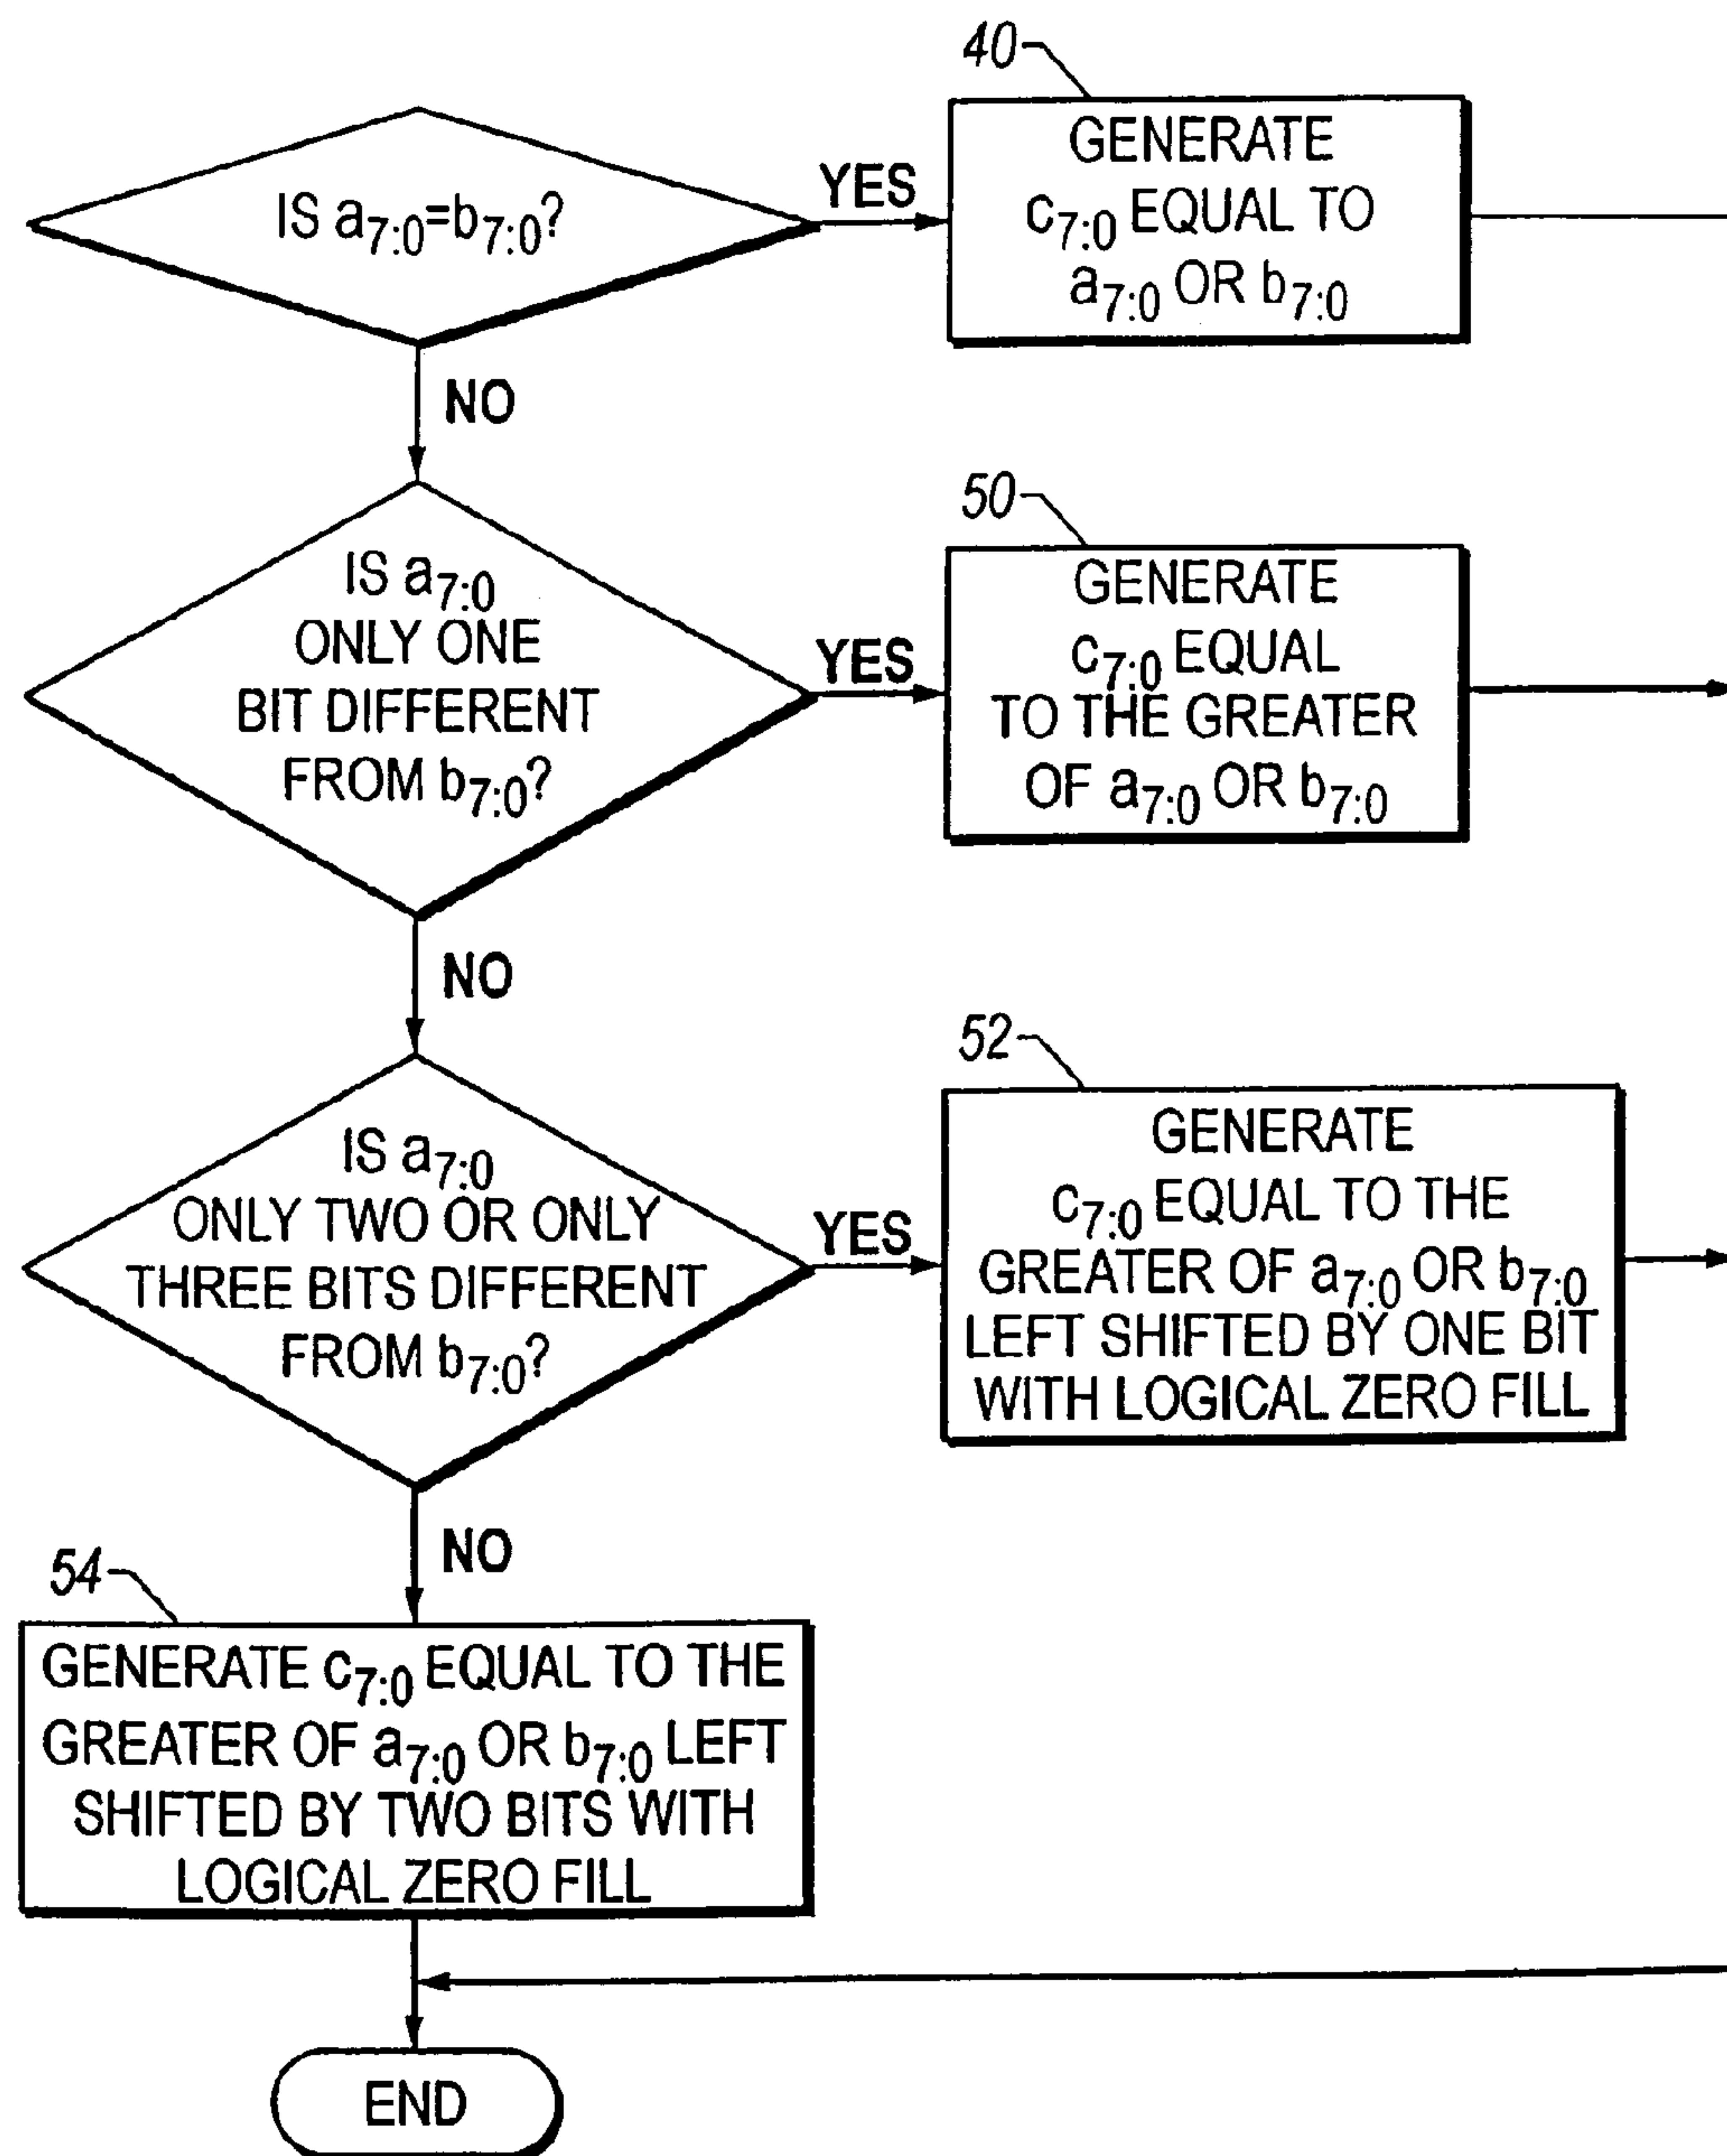 40
IS a7:0=b7:0?
YES
GENERATE
c7:0 EQUAL TO
a7:0 OR b7:0
NO
50
IS a7:0
ONLY ONE
BIT DIFFERENT
FROM b7:0?
YES
GENERATE
c7:0 EQUAL
TO THE GREATER
OF a7:0 OR b7:0
NO
52
IS a7:0
ONLY TWO OR ONLY
THREE BITS DIFFERENT
FROM b7:0?
YES
GENERATE
c7:0 EQUAL TO THE
GREATER OF a7:0 OR b7:0
LEFT SHIFTED BY ONE BIT
WITH LOGICAL ZERO FILL
NO
54
GENERATE c7:0 EQUAL TO THE
GREATER OF a7:0 OR b7:0 LEFT
SHIFTED BY TWO BITS WITH
LOGICAL ZERO FILL
END